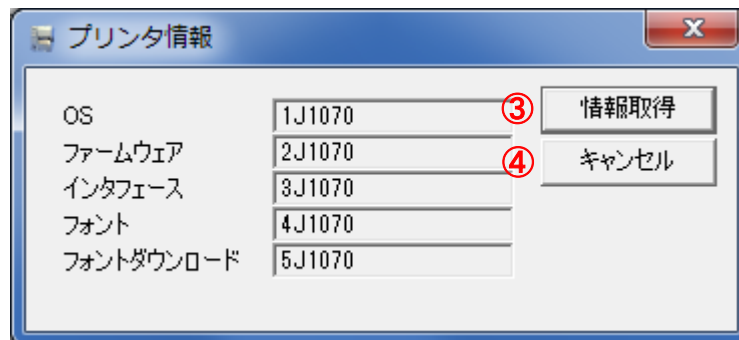 プリンタ情報
OS 1J1070 ③ 情報取得
ファームウェア 2J1070 ④ キャンセル
インタフェース 3J1070
フォント 4J1070
フォントダウンロード 5J1070